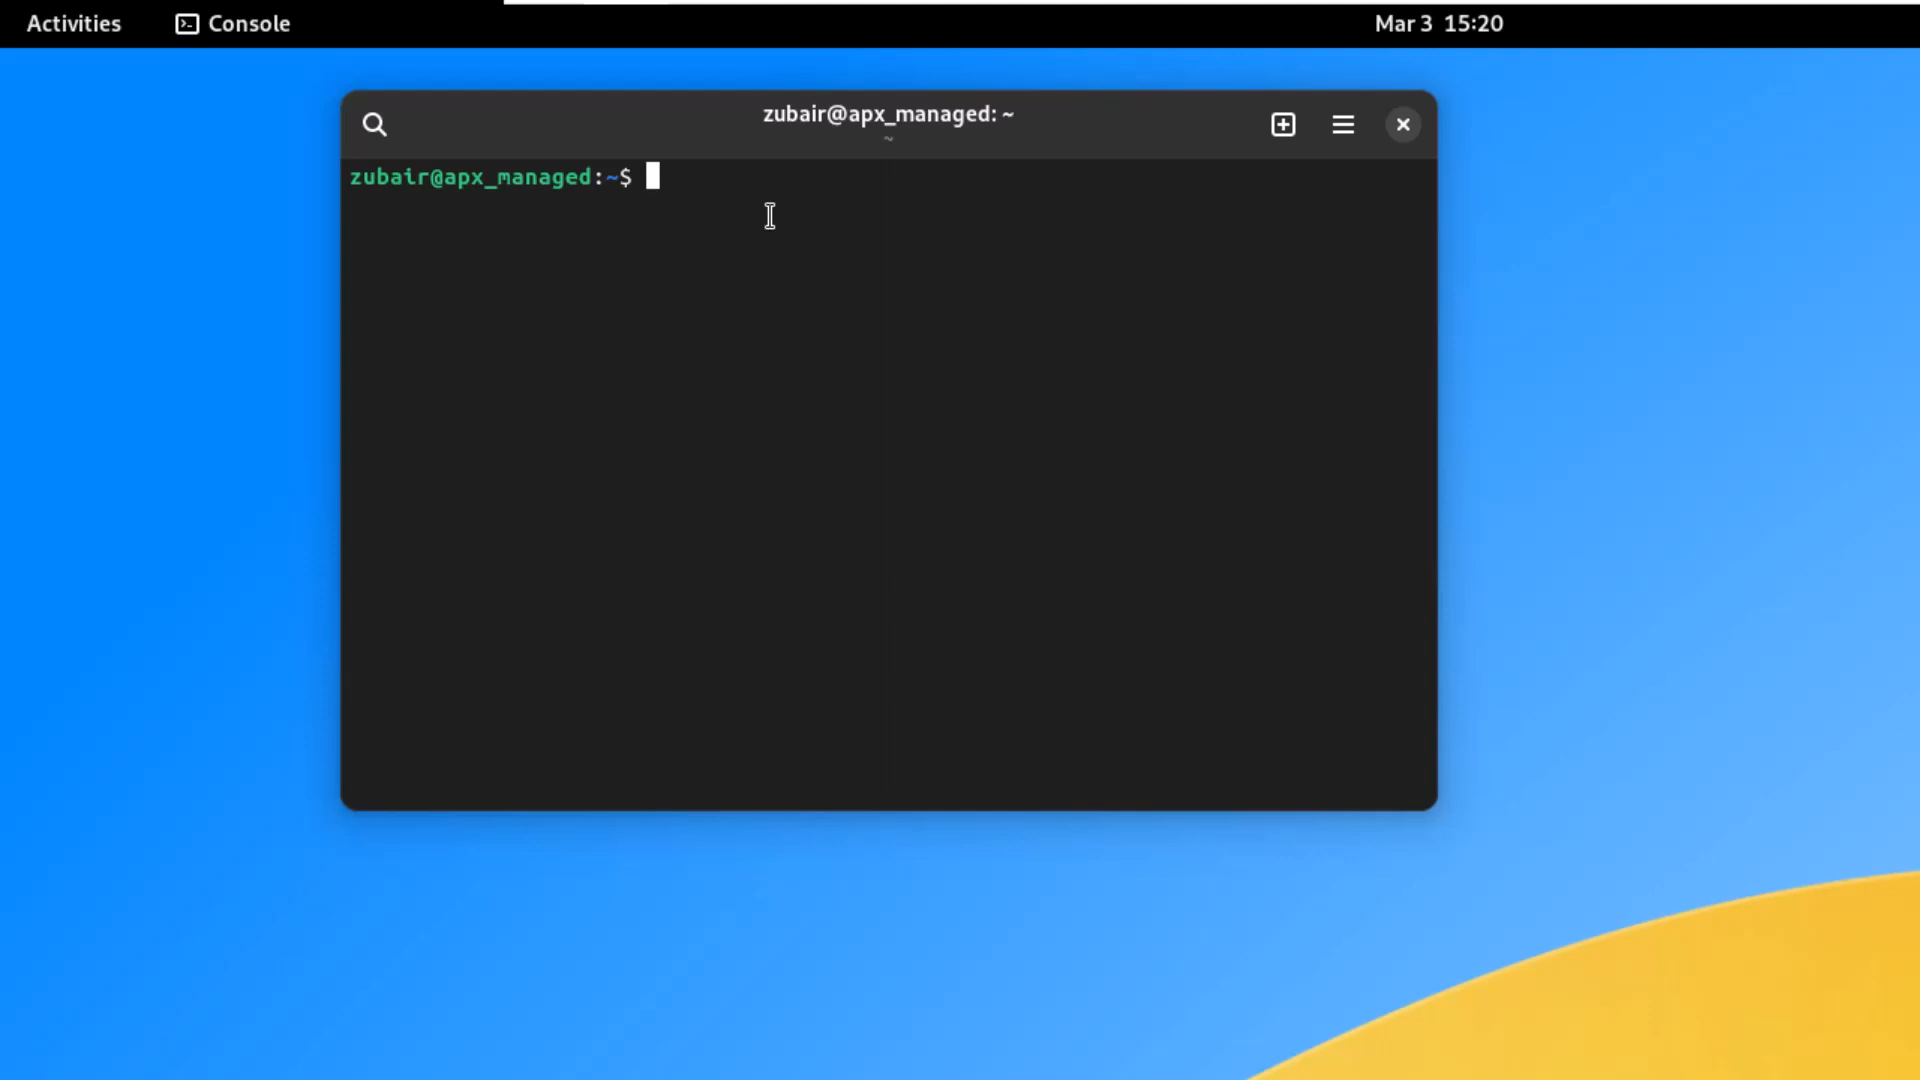 Activities
Console
Mar 3 15:20
zubair@apx_managed: ~
~
zubair@apx_managed:~$